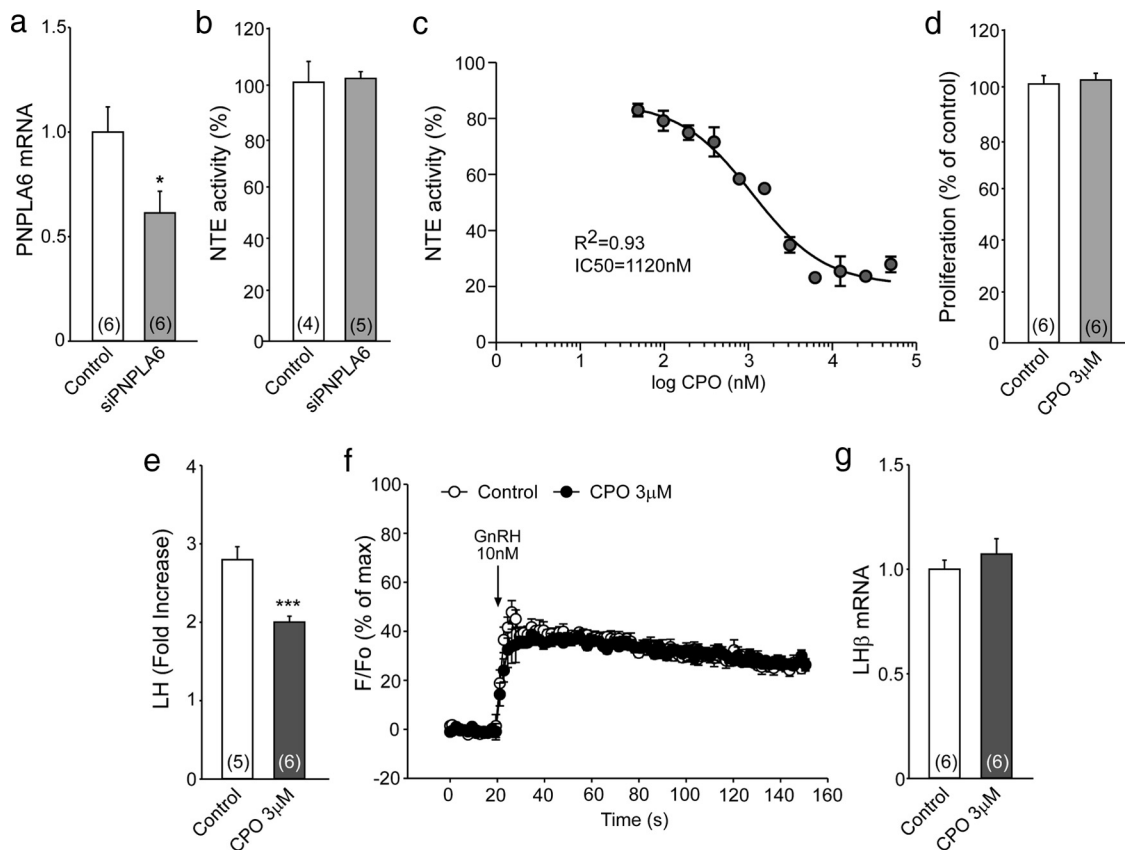 a
1.5
1.0
0.5
0
PNPLA6 mRNA
*
(6)
(6)
Control
siPNPLA6
b
120
100
80
60
40
20
0
NTE activity (%)
(4)
(5)
Control
siPNPLA6
c
100
80
60
40
20
0
NTE activity (%)
R2=0.93
IC50=1120nM
0
1
2
3
4
5
log CPO (nM)
d
120
100
80
60
40
20
0
Proliferation (% of control)
(6)
(6)
Control
CPO 3μM
e
4
3
2
1
0
LH (Fold Increase)
***
(5)
(6)
Control
CPO 3μM
f
Control
CPO 3μM
GnRH
10nM
100
80
60
40
20
0
-20
F/Fo (% of max)
0
20
40
60
80
100
120
140
160
Time (s)
g
1.5
1.0
0.5
0
LHβ mRNA
(6)
(6)
Control
CPO 3μM